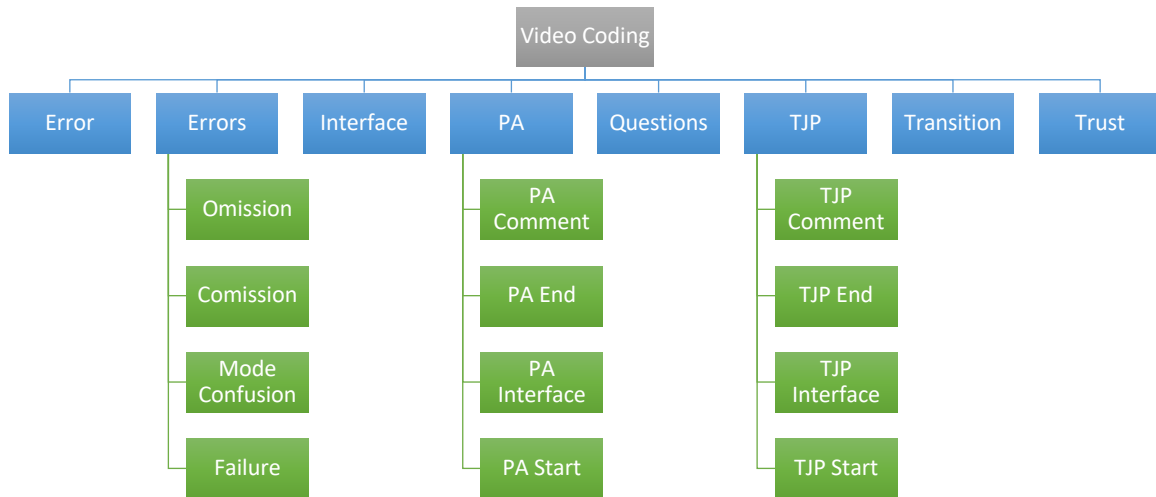 Video Coding
Error
Errors
Interface
PA
Questions
TJP
Transition
Trust
Omission
PA
Comment
TJP
Comment
Comission
PA End
TJP End
Mode
Confusion
PA
Interface
TJP
Interface
Failure
PA Start
TJP Start